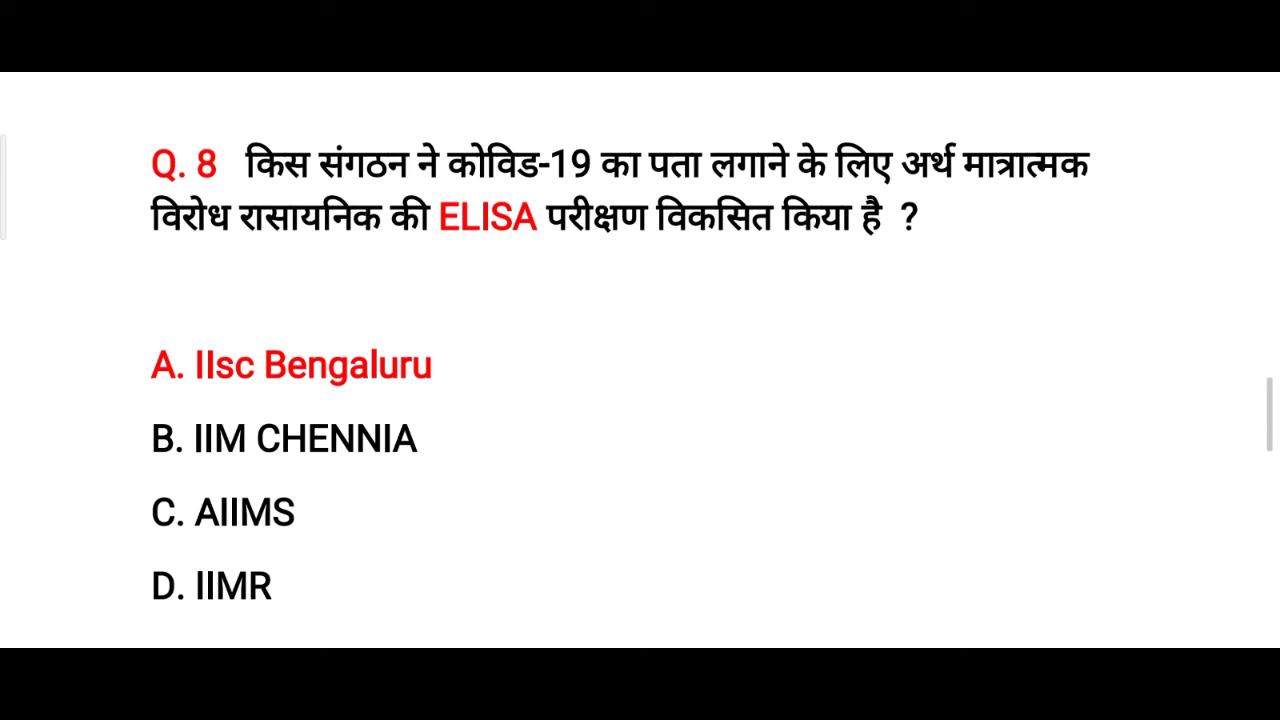 Q. 8 किस संगठन ने कोविड-19 का पता लगाने के लिए अर्थ मात्रात्मक
विरोध रासायनिक की ELISA परीक्षण विकसित किया है ?
A. IIsc Bengaluru
B. IIM CHENNIA
C. AIIMS
D. IIMR